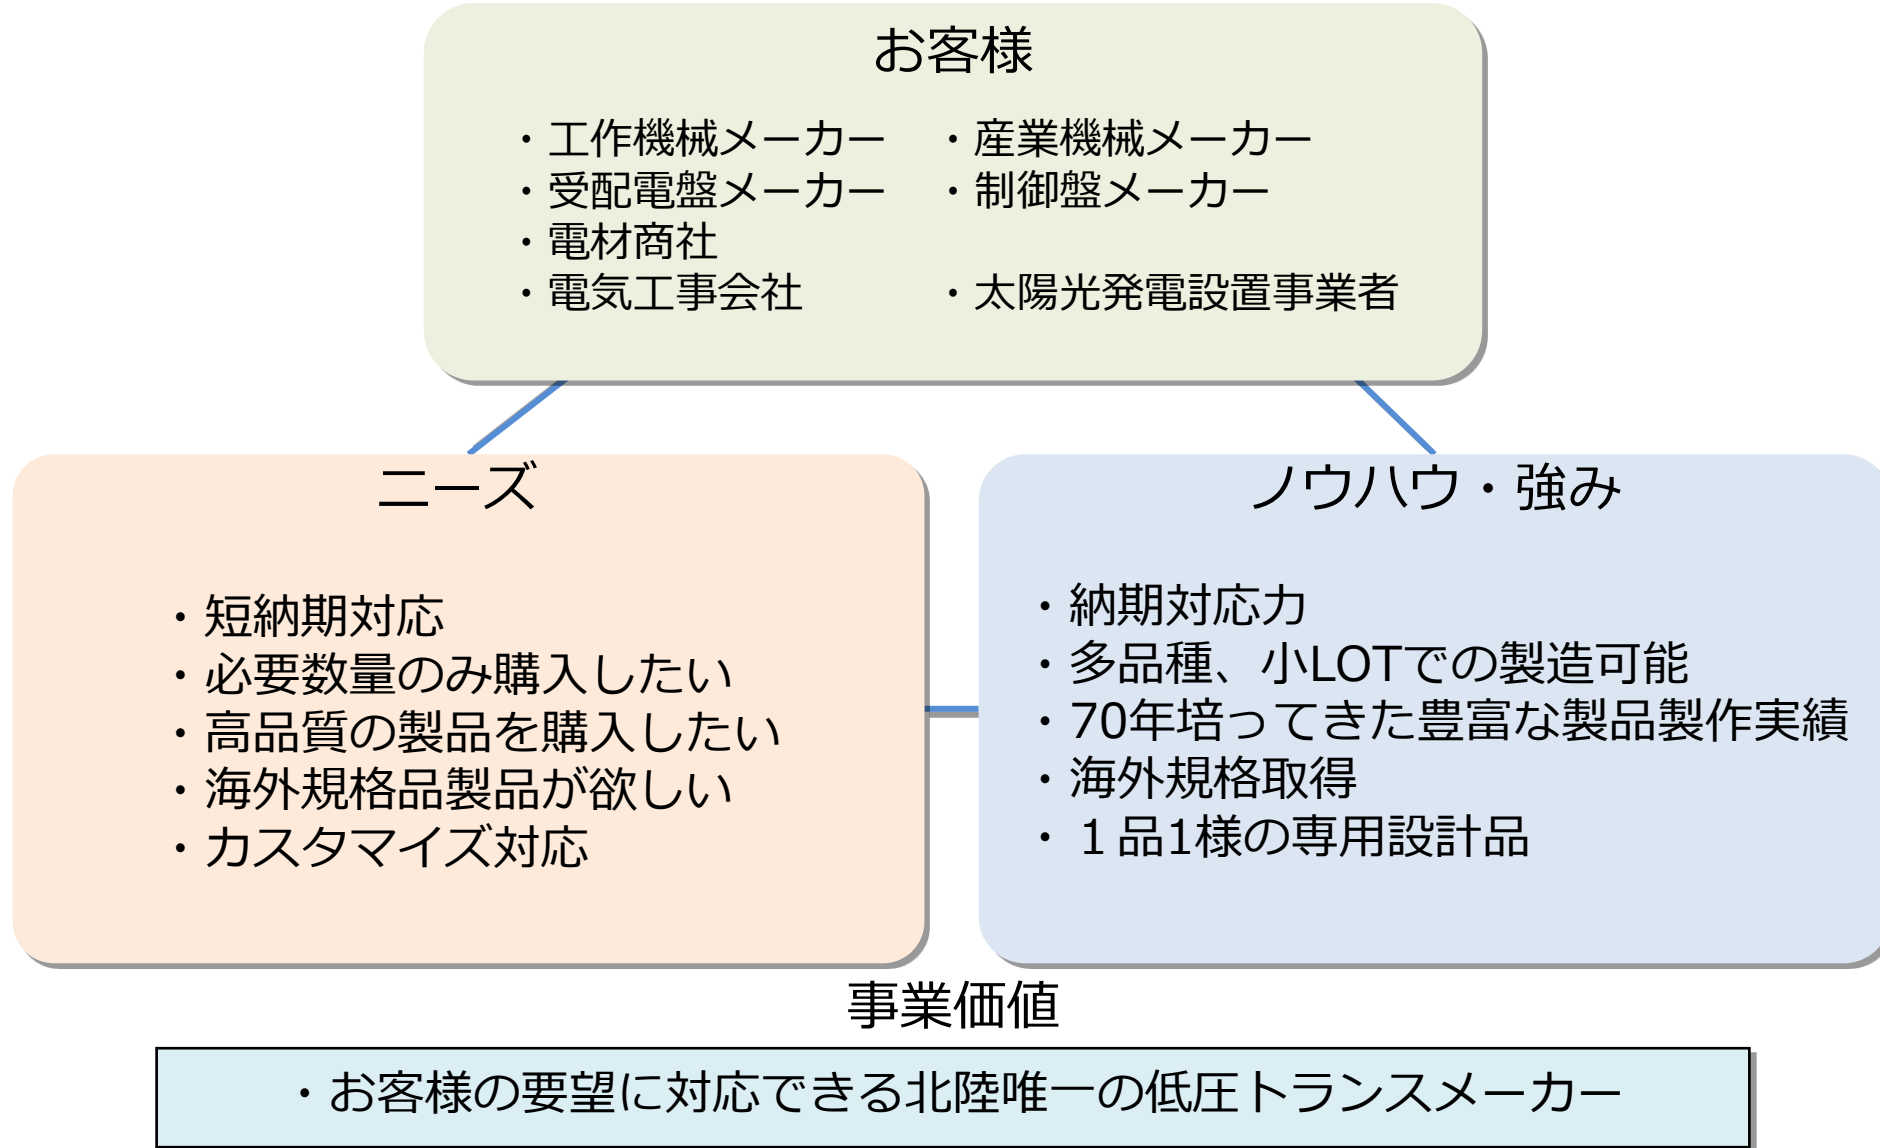 お客様
・工作機械メーカー　・産業機械メーカー
・受配電盤メーカー　・制御盤メーカー
・電材商社
・電気工事会社　　　・太陽光発電設置事業者
ニーズ
・短納期対応
・必要数量のみ購入したい
・高品質の製品を購入したい
・海外規格品製品が欲しい
・カスタマイズ対応
ノウハウ・強み
・納期対応力
・多品種、小LOTでの製造可能
・70年培ってきた豊富な製品製作実績
・海外規格取得
・１品1様の専用設計品
事業価値
・お客様の要望に対応できる北陸唯一の低圧トランスメーカー